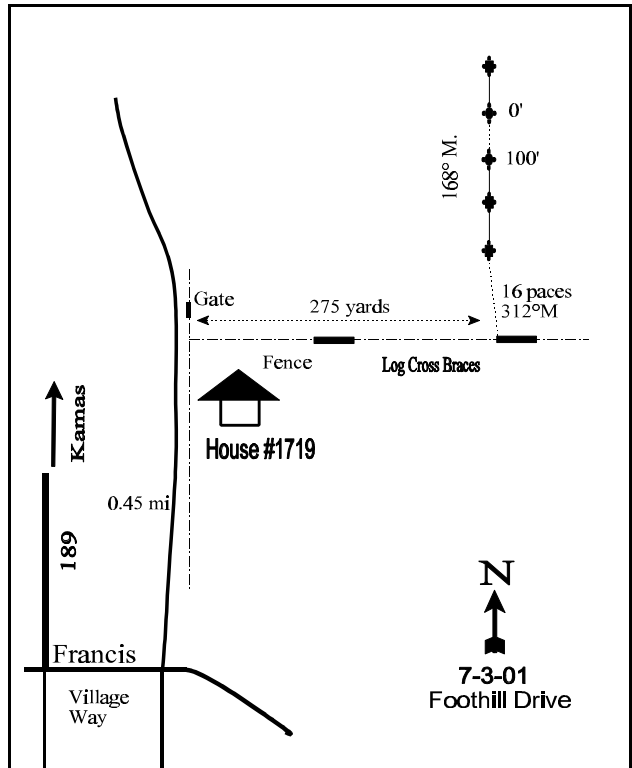 0'
100'
168° M.
Gate
275 yards
16 paces
312°M
Fence
Log Cross Braces
House #1719
Kamas
0.45 mi
189
N
Francis
7-3-01
Village
Way
Foothill Drive